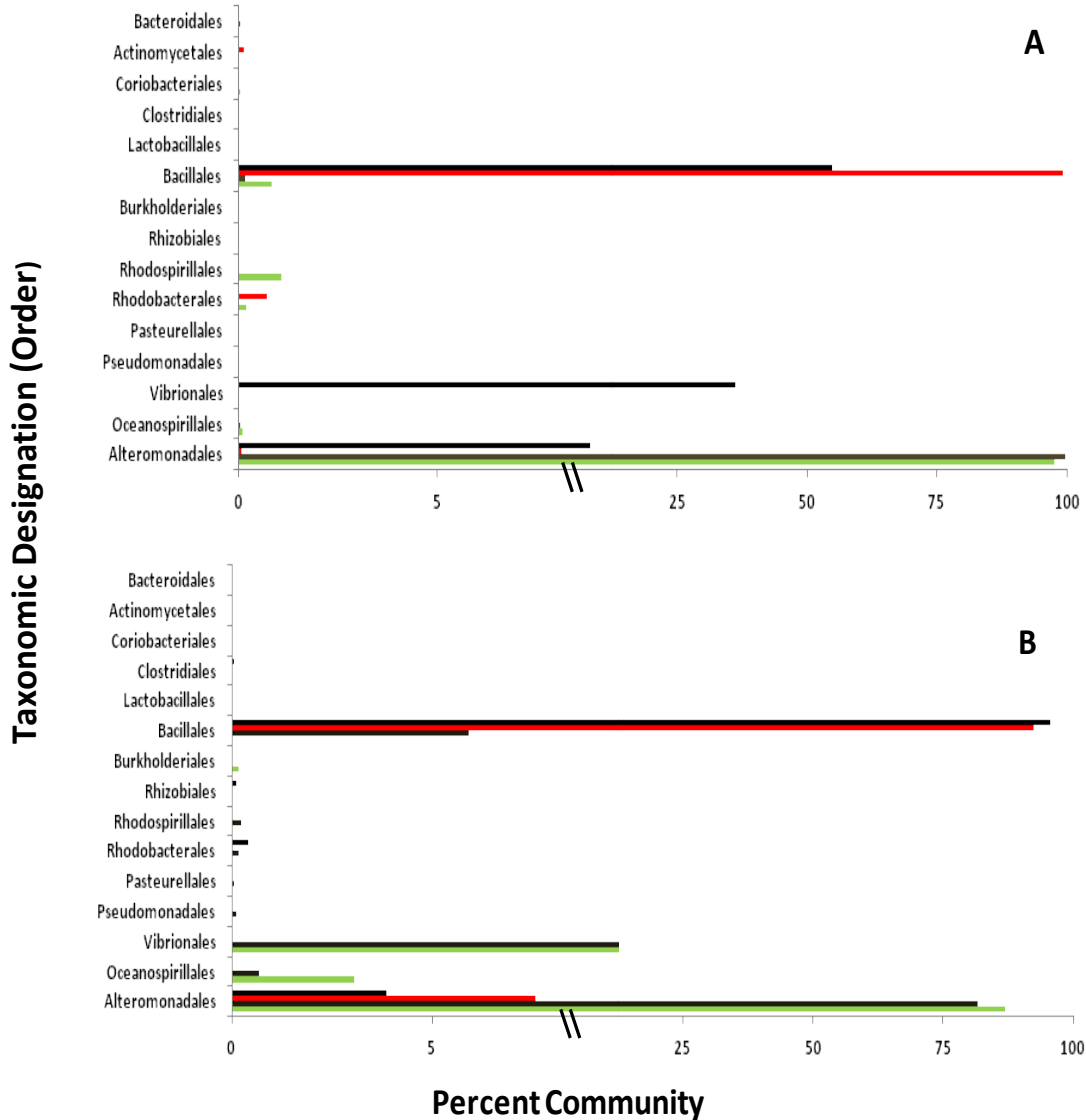 Taxonomic Designation (Order)
A
Bacteroidales
Actinomycetales
Coriobacteriales
Clostridiales
Lactobacillales
Bacillales
Burkholderiales
Rhizobiales
Rhodospirillales
Rhodobacterales
Pasteurellales
Pseudomonadales
Vibrionales
Oceanospirillales
Alteromonadales
0 5 25 50 75 100
B
Bacteroidales
Actinomycetales
Coriobacteriales
Clostridiales
Lactobacillales
Bacillales
Burkholderiales
Rhizobiales
Rhodospirillales
Rhodobacterales
Pasteurellales
Pseudomonadales
Vibrionales
Oceanospirillales
Alteromonadales
0 5 25 50 75 100
Percent Community